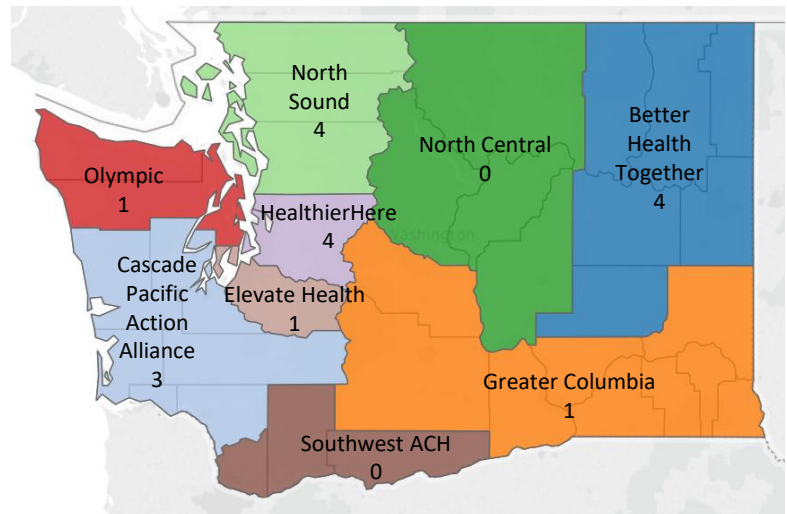 North
Sound
4
North Central
0
Better
Health
Together
4
Olympic
1
HealthierHere
4
Washington
Cascade
Pacific
Action
Alliance
3
Elevate Health
1
Greater Columbia
1
Southwest ACH
0